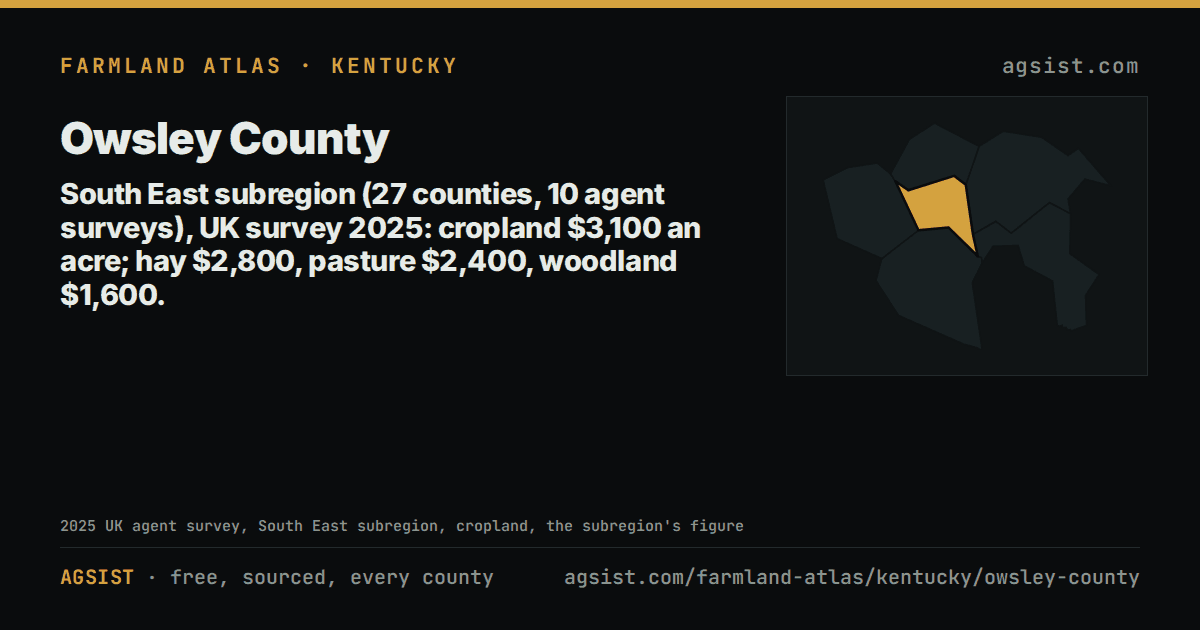 FARMLAND ATLAS · KENTUCKY
agsist.com
Owsley County
South East subregion (27 counties, 10 agent
surveys), UK survey 2025: cropland $3,100 an
acre; hay $2,800, pasture $2,400, woodland
$1,600.
2025 UK agent survey, South East subregion, cropland, the subregion's figure
AGSIST · free, sourced, every county
agsist.com/farmland-atlas/kentucky/owsley-county